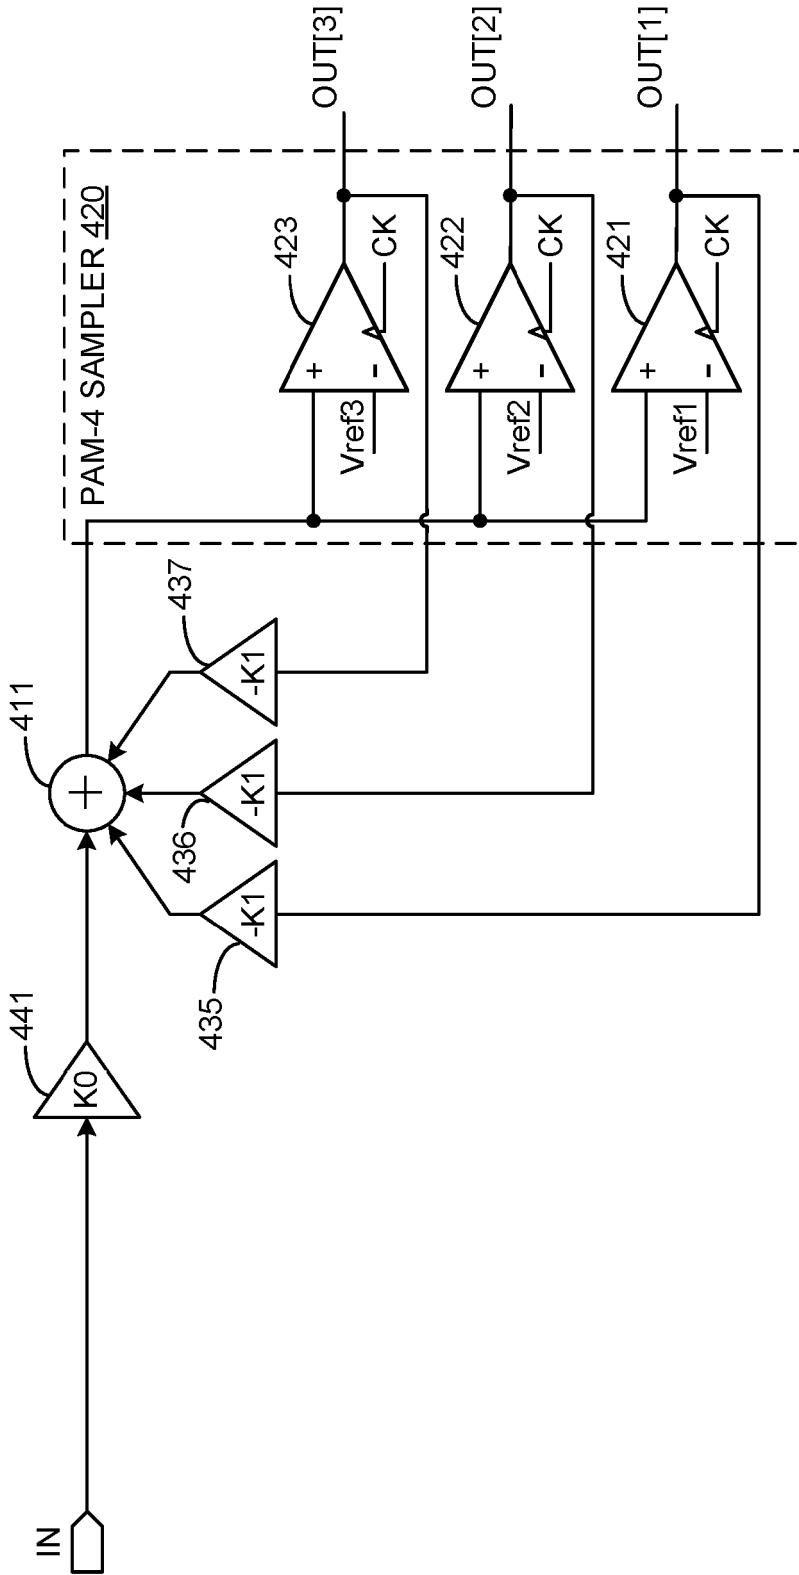 IN
441
K0
411
+
435
-K1
436
-K1
437
-K1
PAM-4 SAMPLER 420
423
+
-
Vref3
CK
OUT[3]
422
+
-
Vref2
CK
OUT[2]
421
+
-
Vref1
CK
OUT[1]